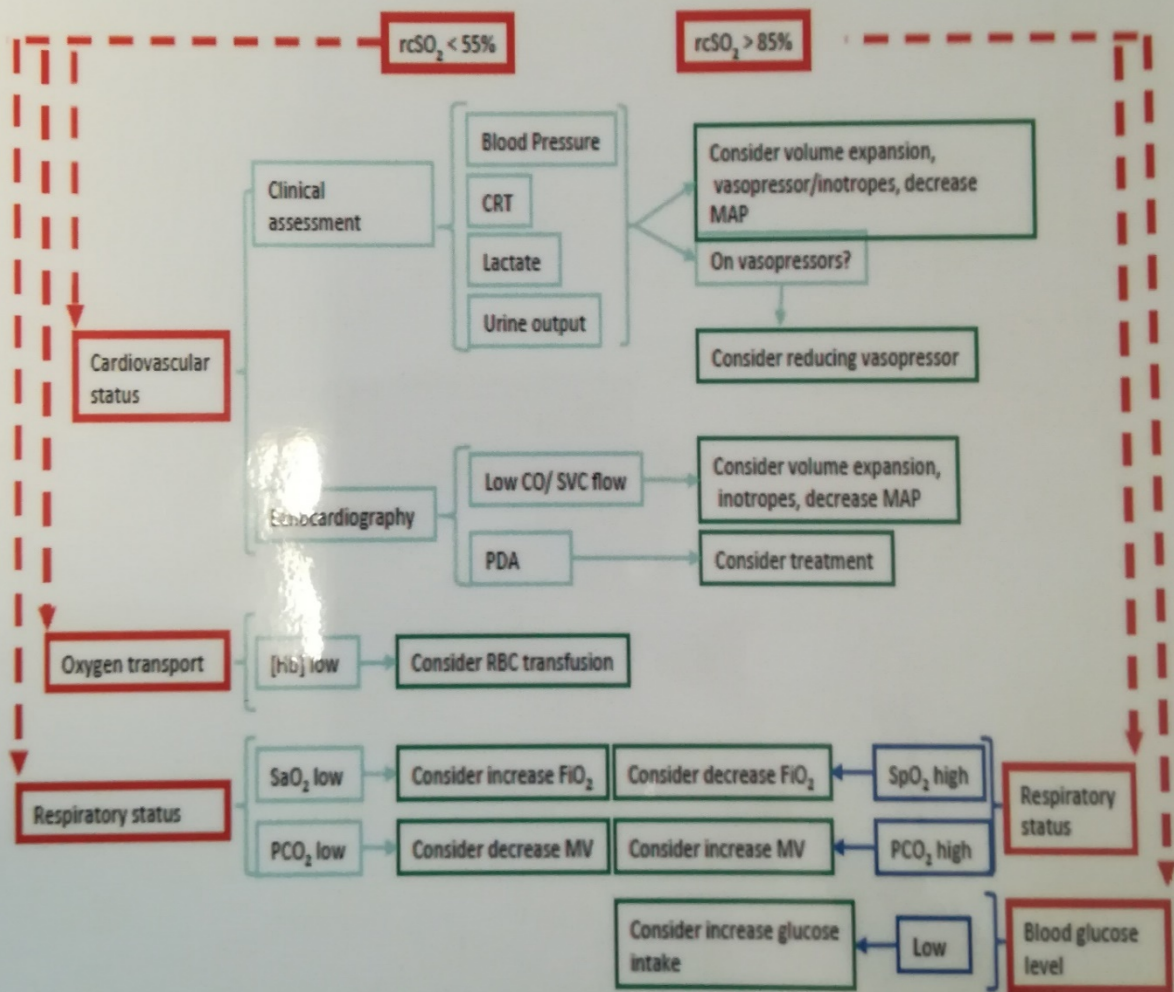 rcSO₂ < 55%
rcSO₂ > 85%
Blood Pressure
Clinical
assessment
CRT
Lactate
Urine output
Consider volume expansion,
vasopressor/inotropes, decrease
MAP
On vasopressors?
Consider reducing vasopressor
Cardiovascular
status
Echocardiography
Low CO/ SVC flow
PDA
Consider volume expansion,
inotropes, decrease MAP
Consider treatment
Oxygen transport
[Hb] low
Consider RBC transfusion
Respiratory status
SaO₂ low
Consider increase FiO₂
Consider decrease FiO₂
SpO₂ high
PCO₂ low
Consider decrease MV
Consider increase MV
PCO₂ high
Respiratory
status
Consider increase glucose
intake
Low
Blood glucose
level